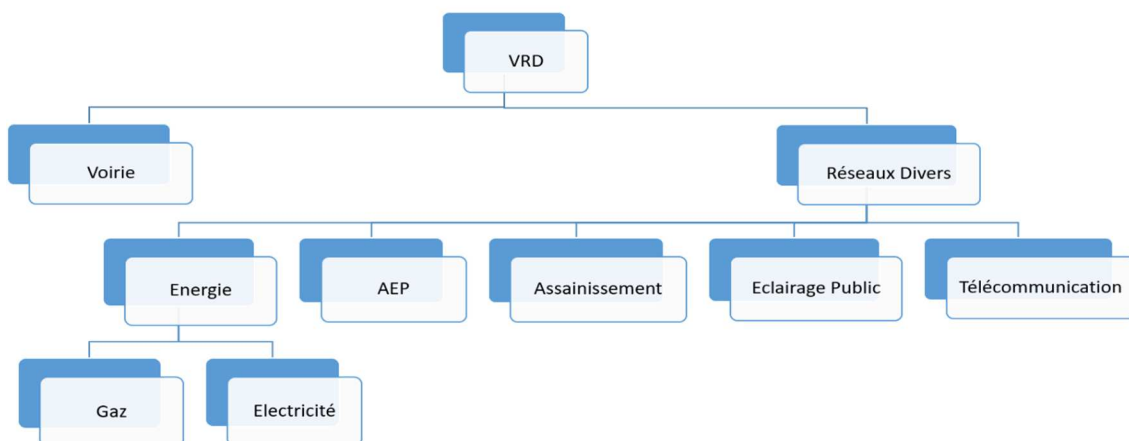 VRD
Voirie
Réseaux Divers
Energie
AEP
Assainissement
Eclairage Public
Télécommunication
Gaz
Electricité